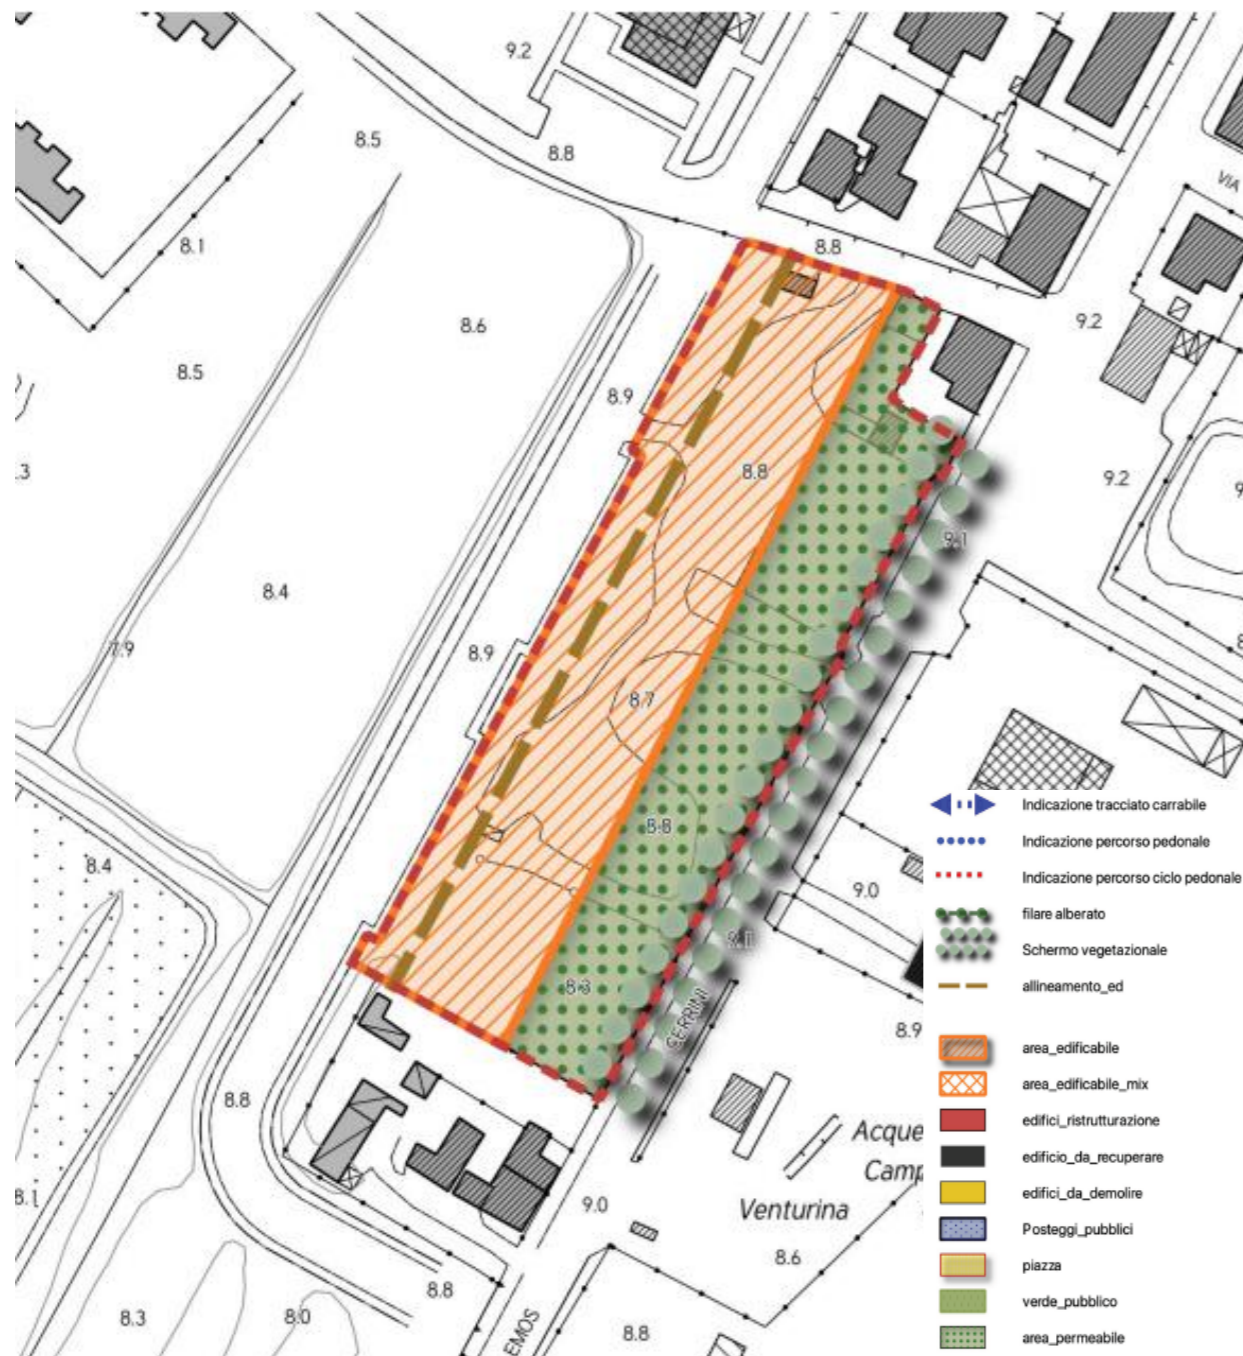 9.2
8.5
8.8
8.1
8.8
VIA
8.6
9.2
8.5
8.9
.3
8.8
9.2
9
9.1
8.4
7.9
8.9
8
8.7
8.8
8.4
9.0
9.1
8.3
CERRINI
8.9
8.8
Acque
Camp
8.1
9.0
Venturina
8.6
8.8
8.3
8.0
EMOS
8.8
Indicazione tracciato carrabile
Indicazione percorso pedonale
Indicazione percorso ciclo pedonale
filare alberato
Schermo vegetazionale
allineamento_ed
area_edificabile
area_edificabile_mix
edifici_ristrutturazione
edificio_da_recuperare
edifici_da_demolire
Posteggi_pubblici
piazza
verde_pubblico
area_permeabile